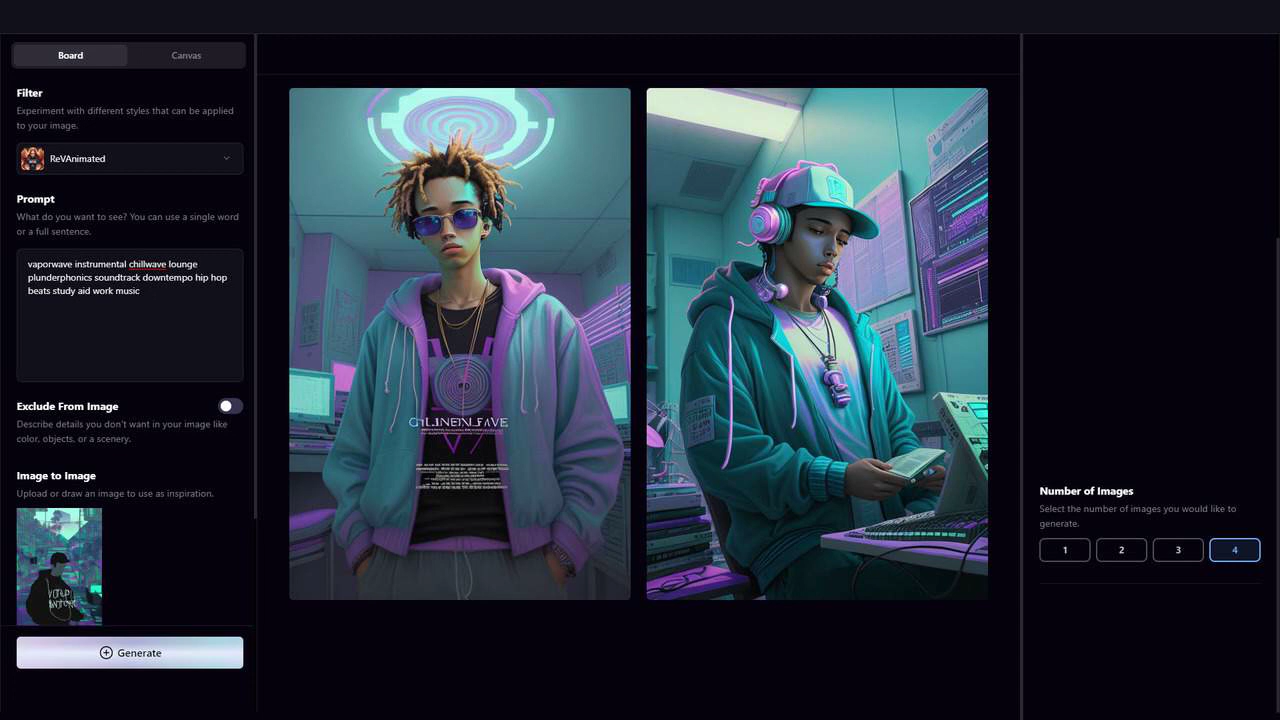 Board
Canvas
Filter
Experiment with different styles that can be applied
to your image.
ReVAnimated
Prompt
What do you want to see? You can use a single word
or a full sentence.
vaporwave instrumental chillwave lounge
plunderphonics soundtrack downtempo hip hop
beats study aid work music
Exclude From Image
Describe details you don't want in your image like
color, objects, or a scenery.
Image to Image
Upload or draw an image to use as inspiration.
Generate
Number of Images
Select the number of images you would like to
generate.
1
2
3
4